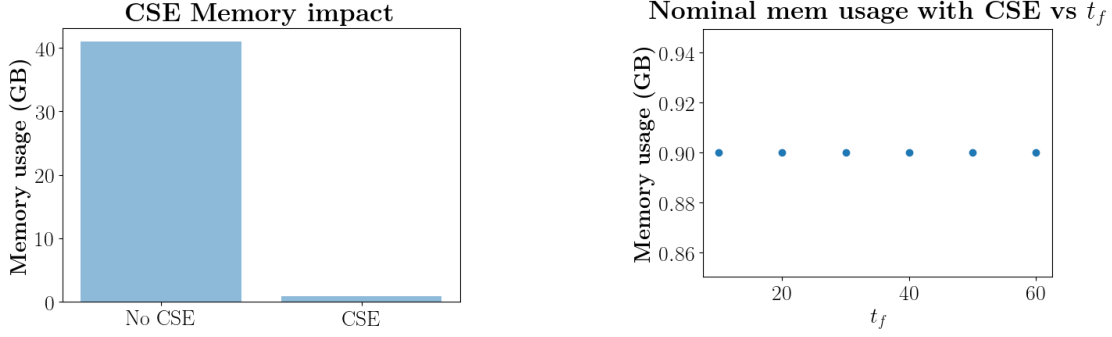 CSE Memory impact
Memory usage (GB)
40
30
20
10
0
No CSE
CSE
Nominal mem usage with CSE vs t_f
Memory usage (GB)
0.94
0.92
0.90
0.88
0.86
20
40
60
t_f